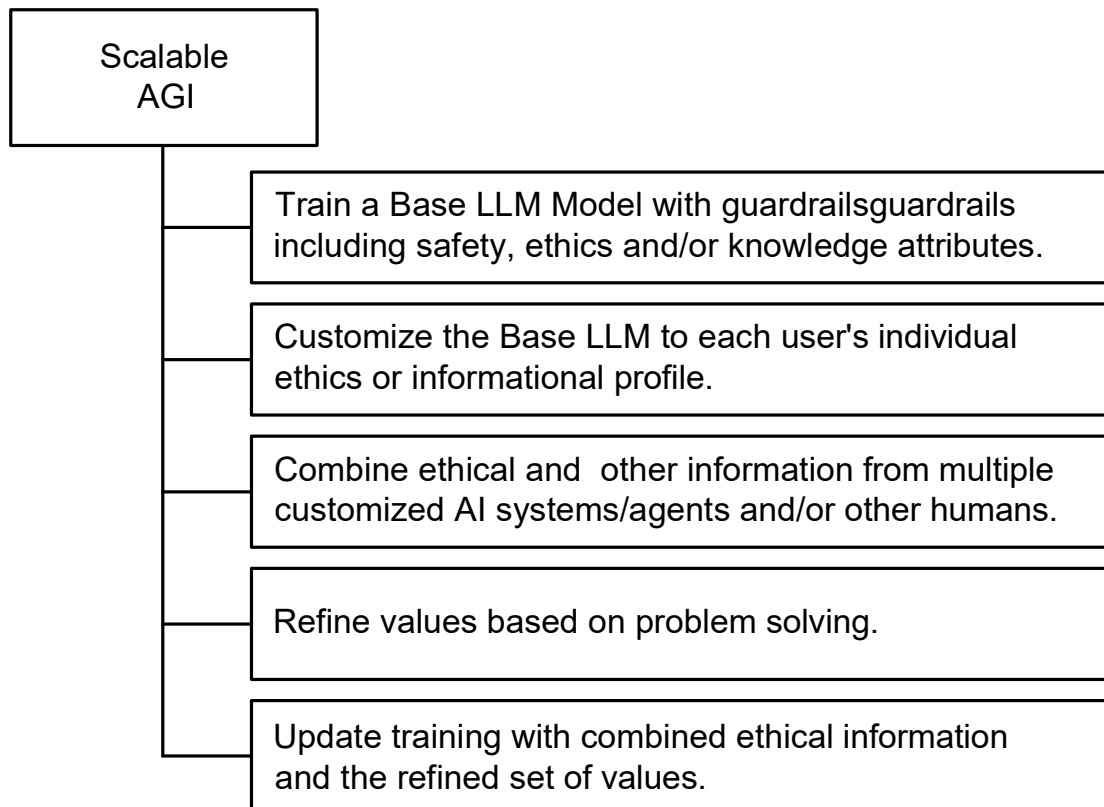 Scalable
AGI
Train a Base LLM Model with guardrailsguardrails
including safety, ethics and/or knowledge attributes.
Customize the Base LLM to each user's individual
ethics or informational profile.
Combine ethical and  other information from multiple
customized AI systems/agents and/or other humans.
Refine values based on problem solving.
Update training with combined ethical information
and the refined set of values.